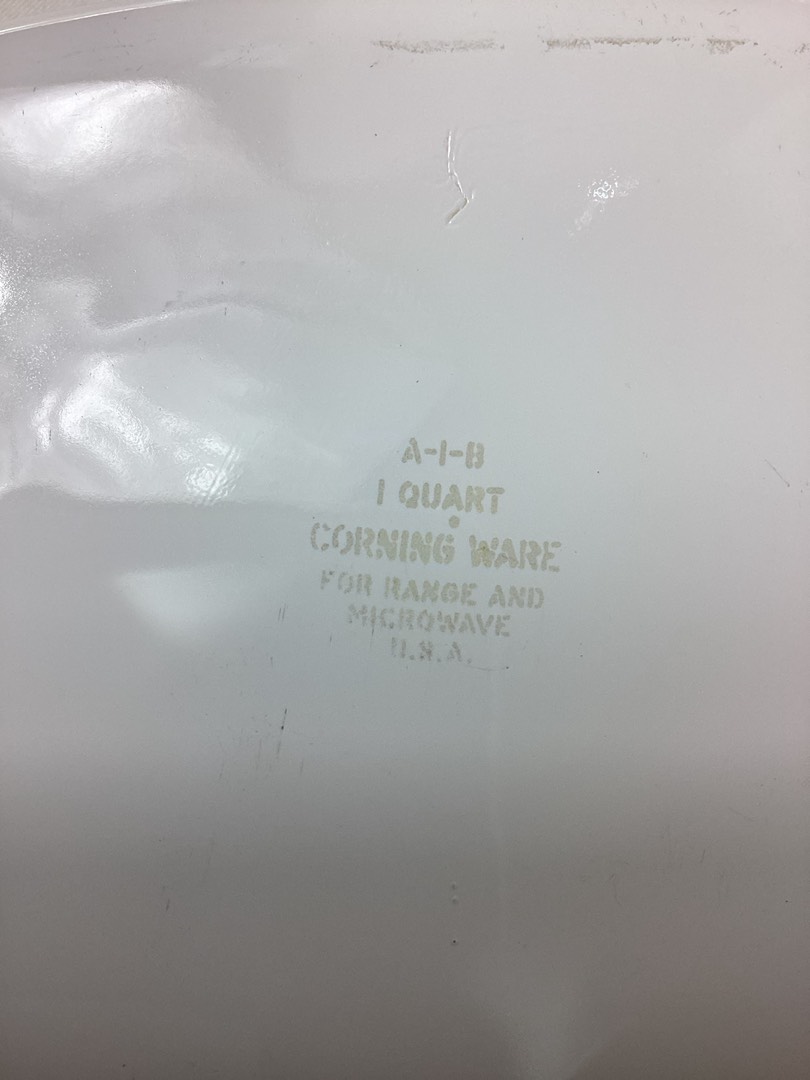 A-1-B
1 QUART
CORNING WARE
FOR RANGE AND
MICROWAVE
U.S.A.